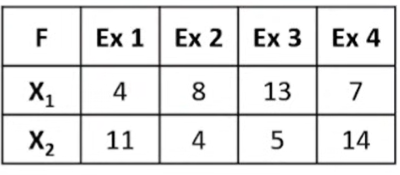 F Ex 1 Ex 2 Ex 3 Ex 4
X₁ 4 8 13 7
X₂ 11 4 5 14